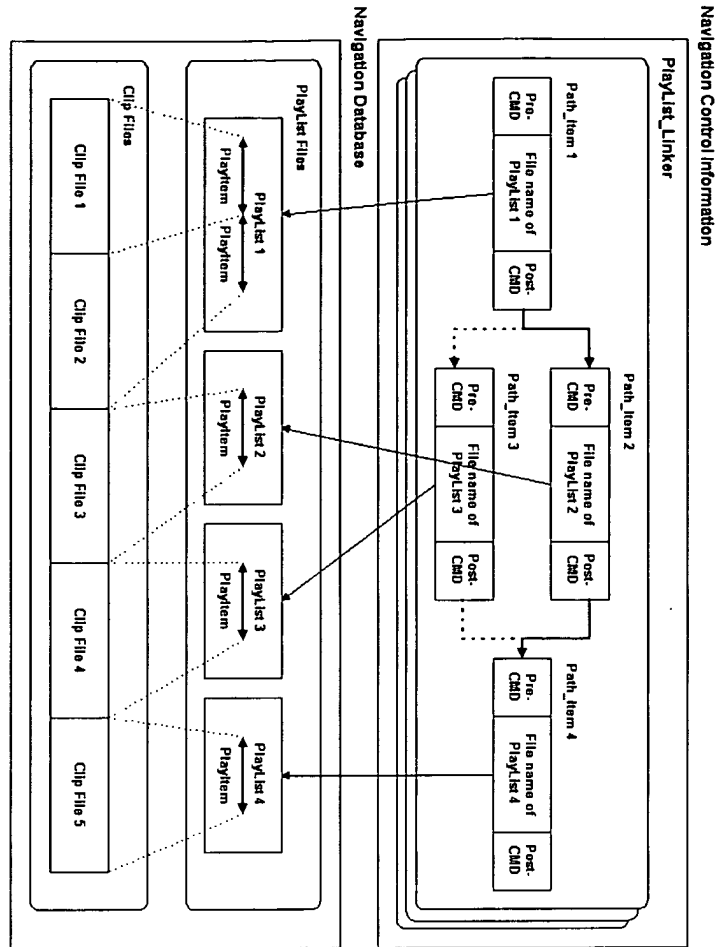 Navigation Control Information
PlayList_Linker
Path_Item 1
Pre-
CMD
File name of
PlayList 1
Post-
CMD
Path_Item 2
Pre-
CMD
File name of
PlayList 2
Post-
CMD
Path_Item 3
Pre-
CMD
File name of
PlayList 3
Post-
CMD
Path_Item 4
Pre-
CMD
File name of
PlayList 4
Post-
CMD
Navigation Database
PlayList Files
PlayList 1
PlayItem
PlayItem
PlayList 2
PlayItem
PlayList 3
PlayItem
PlayList 4
PlayItem
Clip Files
Clip File 1
Clip File 2
Clip File 3
Clip File 4
Clip File 5